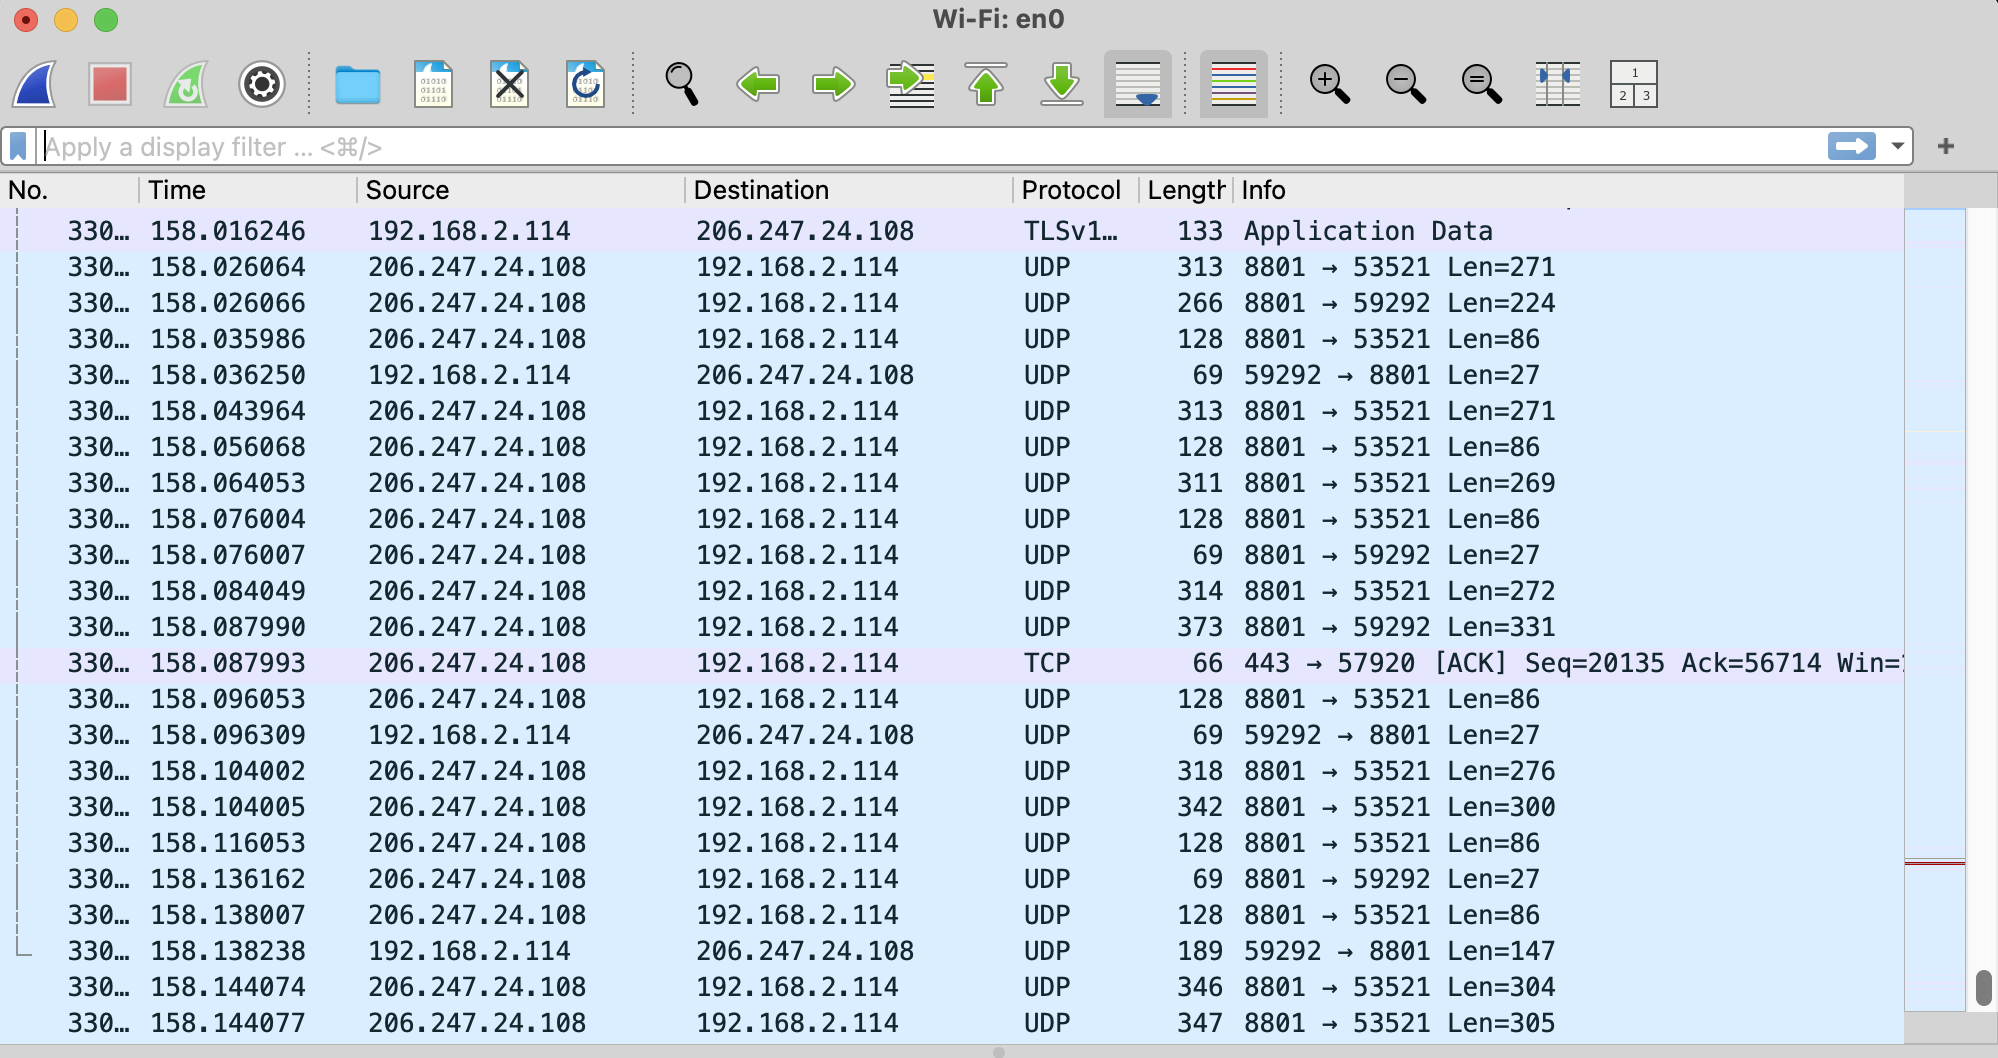 Wi-Fi: en0
Apply a display filter ... <⌘/>
No. Time Source Destination Protocol Length Info
330… 158.016246 192.168.2.114 206.247.24.108 TLSv1… 133 Application Data
330… 158.026064 206.247.24.108 192.168.2.114 UDP 313 8801 → 53521 Len=271
330… 158.026066 206.247.24.108 192.168.2.114 UDP 266 8801 → 59292 Len=224
330… 158.035986 206.247.24.108 192.168.2.114 UDP 128 8801 → 53521 Len=86
330… 158.036250 192.168.2.114 206.247.24.108 UDP 69 59292 → 8801 Len=27
330… 158.043964 206.247.24.108 192.168.2.114 UDP 313 8801 → 53521 Len=271
330… 158.056068 206.247.24.108 192.168.2.114 UDP 128 8801 → 53521 Len=86
330… 158.064053 206.247.24.108 192.168.2.114 UDP 311 8801 → 53521 Len=269
330… 158.076004 206.247.24.108 192.168.2.114 UDP 128 8801 → 53521 Len=86
330… 158.076007 206.247.24.108 192.168.2.114 UDP 69 8801 → 59292 Len=27
330… 158.084049 206.247.24.108 192.168.2.114 UDP 314 8801 → 53521 Len=272
330… 158.087990 206.247.24.108 192.168.2.114 UDP 373 8801 → 59292 Len=331
330… 158.087993 206.247.24.108 192.168.2.114 TCP 66 443 → 57920 [ACK] Seq=20135 Ack=56714 Win=
330… 158.096053 206.247.24.108 192.168.2.114 UDP 128 8801 → 53521 Len=86
330… 158.096309 192.168.2.114 206.247.24.108 UDP 69 59292 → 8801 Len=27
330… 158.104002 206.247.24.108 192.168.2.114 UDP 318 8801 → 53521 Len=276
330… 158.104005 206.247.24.108 192.168.2.114 UDP 342 8801 → 53521 Len=300
330… 158.116053 206.247.24.108 192.168.2.114 UDP 128 8801 → 53521 Len=86
330… 158.136162 206.247.24.108 192.168.2.114 UDP 69 8801 → 59292 Len=27
330… 158.138007 206.247.24.108 192.168.2.114 UDP 128 8801 → 53521 Len=86
330… 158.138238 192.168.2.114 206.247.24.108 UDP 189 59292 → 8801 Len=147
330… 158.144074 206.247.24.108 192.168.2.114 UDP 346 8801 → 53521 Len=304
330… 158.144077 206.247.24.108 192.168.2.114 UDP 347 8801 → 53521 Len=305